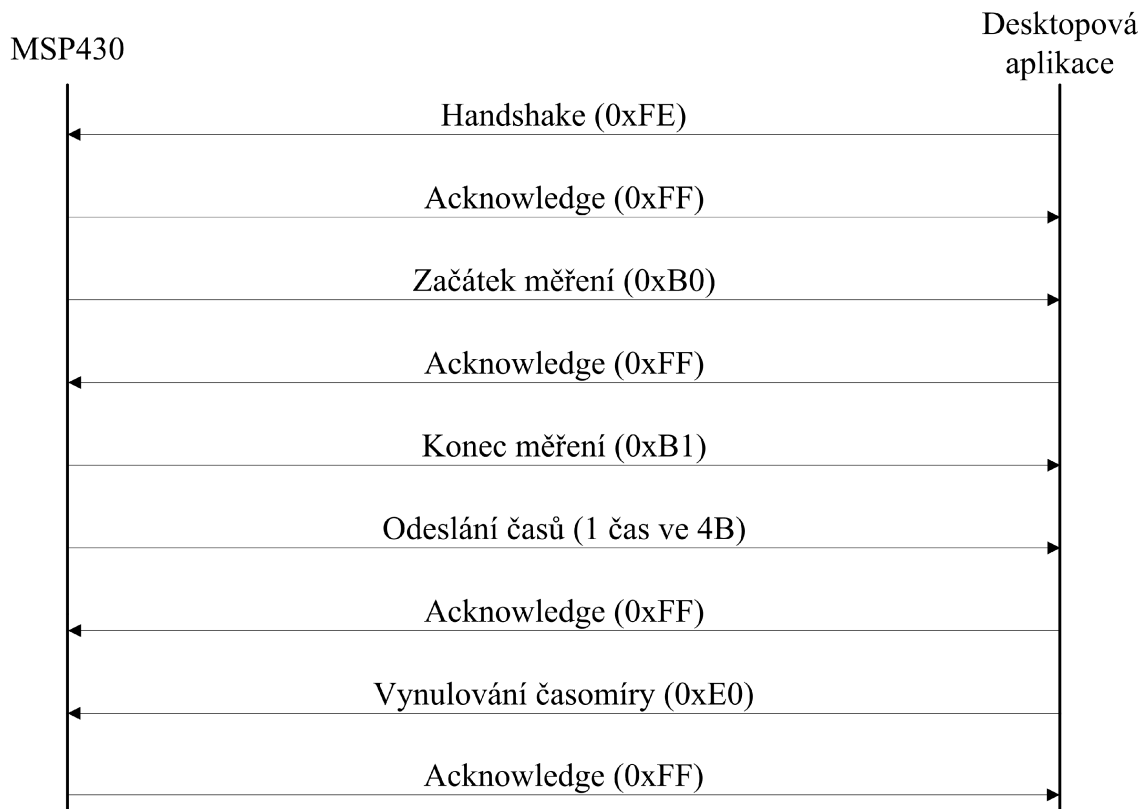 MSP430
Desktopová
aplikace
Handshake (0xFE)
Acknowledge (0xFF)
Začátek měření (0xB0)
Acknowledge (0xFF)
Konec měření (0xB1)
Odeslání časů (1 čas ve 4B)
Acknowledge (0xFF)
Vynulování časomíry (0xE0)
Acknowledge (0xFF)